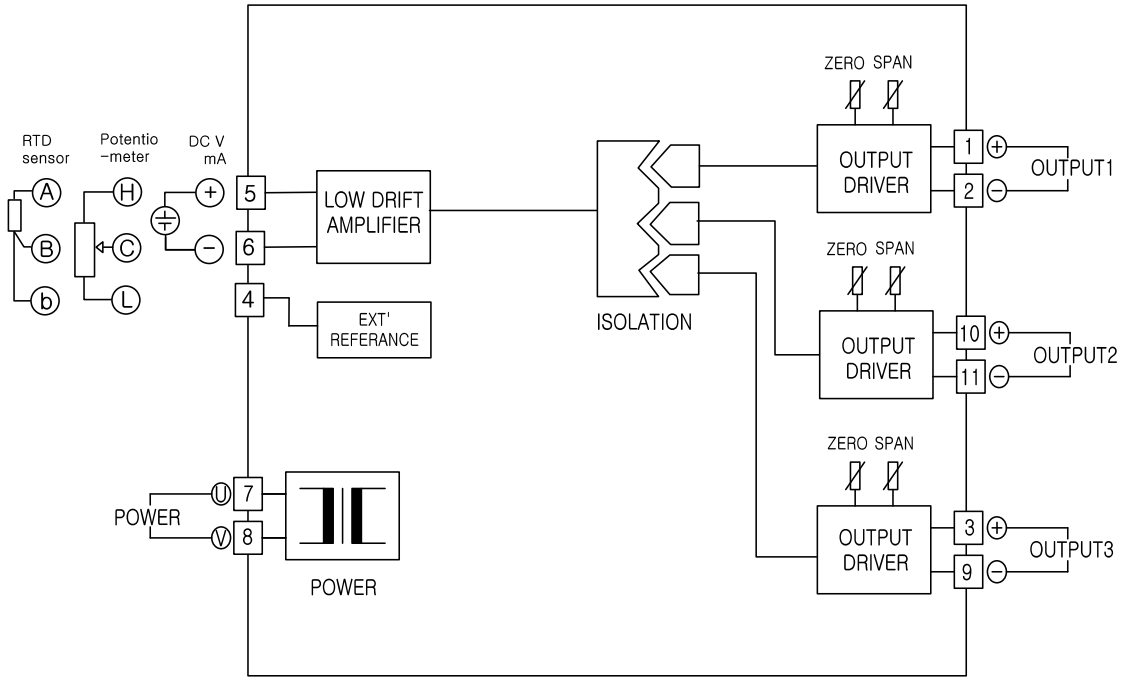 RTD
sensor
A
B
b
Potentio
-meter
H
C
L
DC V
mA
+
−
5
6
4
LOW DRIFT
AMPLIFIER
EXT'
REFERANCE
ISOLATION
ZERO SPAN
OUTPUT
DRIVER
1 +
2 −
OUTPUT1
ZERO SPAN
OUTPUT
DRIVER
10 +
11 −
OUTPUT2
ZERO SPAN
OUTPUT
DRIVER
3 +
9 −
OUTPUT3
POWER
U 7
V 8
POWER